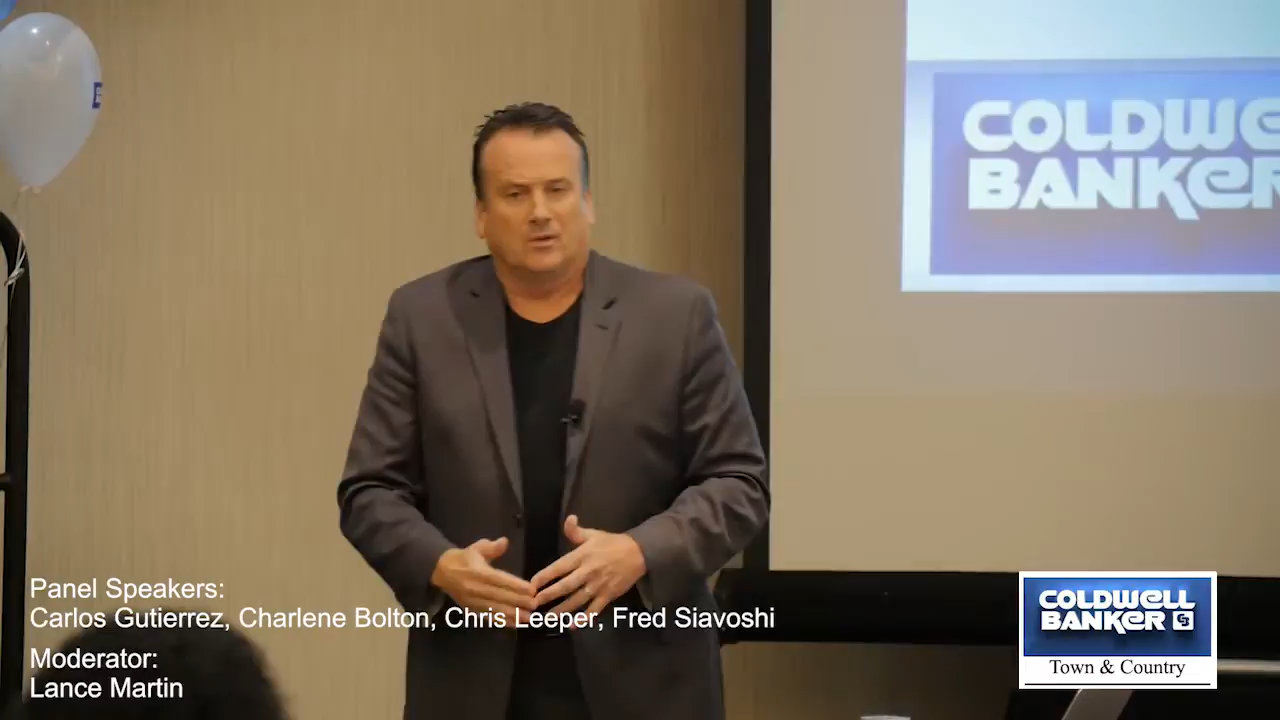 COLDWE
BANKER
Panel Speakers:
Carlos Gutierrez, Charlene Bolton, Chris Leeper, Fred Siavoshi
Moderator:
Lance Martin
COLDWELL
BANKER
Town & Country